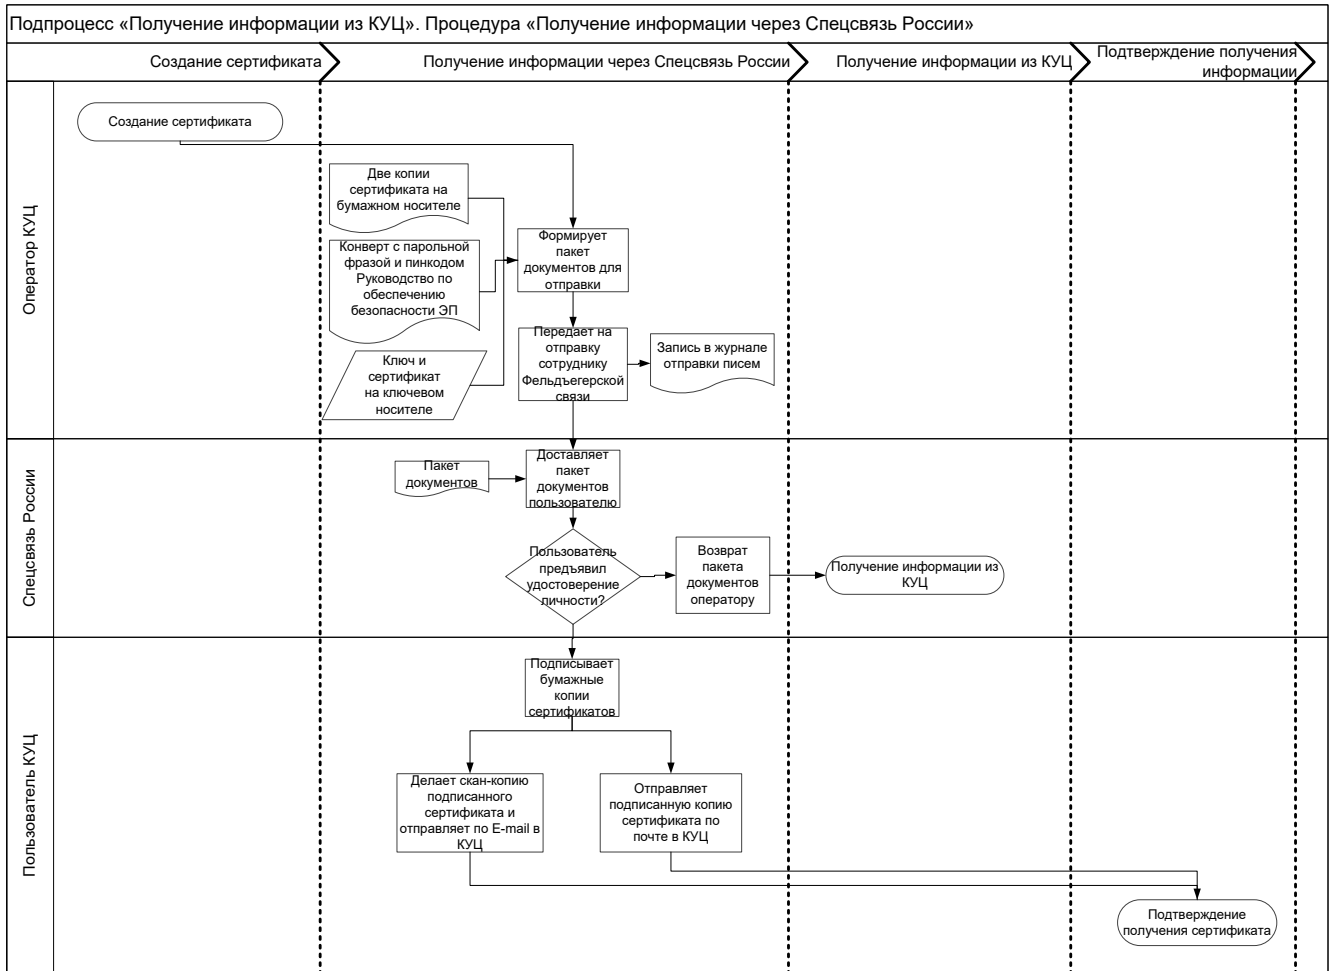 Подпроцесс «Получение информации из КУЦ». Процедура «Получение информации через Спецсвязь России»
Создание сертификата
Получение информации через Спецсвязь России
Получение информации из КУЦ
Подтверждение получения
информации
Оператор КУЦ
Создание сертификата
Две копии
сертификата на
бумажном носителе
Конверт с парольной
фразой и пинкодом
Руководство по
обеспечению
безопасности ЭП
Ключ и
сертификат
на ключевом
носителе
Формирует
пакет
документов для
отправки
Передает на
отправку
сотруднику
Фельдъегерской
связи
Запись в журнале
отправки писем
Спецсвязь России
Пакет
документов
Доставляет
пакет
документов
пользователю
Пользователь
предъявил
удостоверение
личности?
Возврат
пакета
документов
оператору
Получение информации из
КУЦ
Пользователь КУЦ
Подписывает
бумажные
копии
сертификатов
Делает скан-копию
подписанного
сертификата и
отправляет по E-mail в
КУЦ
Отправляет
подписанную копию
сертификата по
почте в КУЦ
Подтверждение
получения сертификата